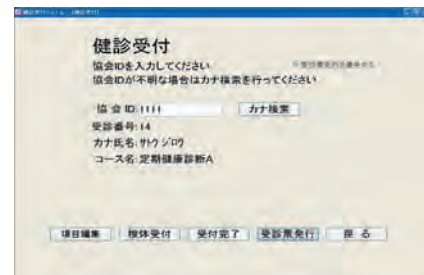 健診受付
協会IDを入力してください
協会IDが不明な場合はカナ検索を行ってください
協会ID:1111 カナ検索
受診番号:14
カナ氏名:サトウ ジロウ
コース名:定期健康診断A
項目編集 検体受付 受付完了 受診票発行 戻る